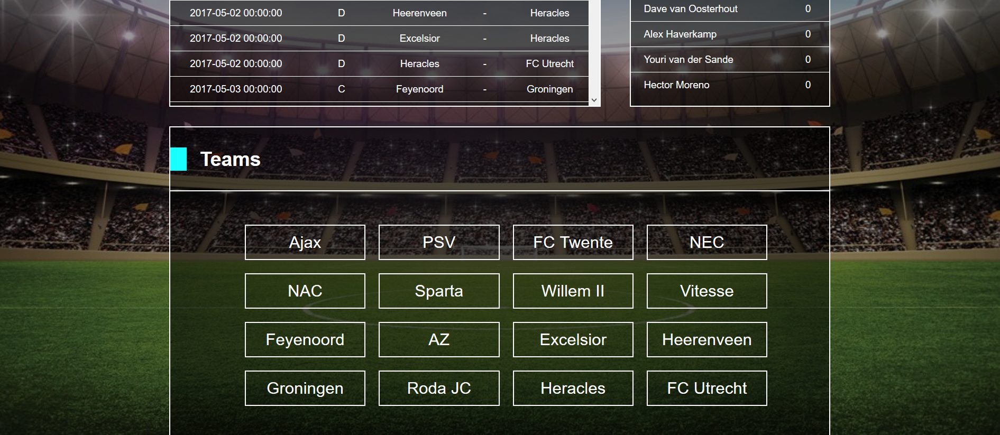 2017-05-02 00:00:00 D Heerenveen - Heracles
2017-05-02 00:00:00 D Excelsior - Heracles
2017-05-02 00:00:00 D Heracles - FC Utrecht
2017-05-03 00:00:00 C Feyenoord - Groningen
Dave van Oosterhout 0
Alex Haverkamp 0
Youri van der Sande 0
Hector Moreno 0
Teams
Ajax PSV FC Twente NEC
NAC Sparta Willem II Vitesse
Feyenoord AZ Excelsior Heerenveen
Groningen Roda JC Heracles FC Utrecht